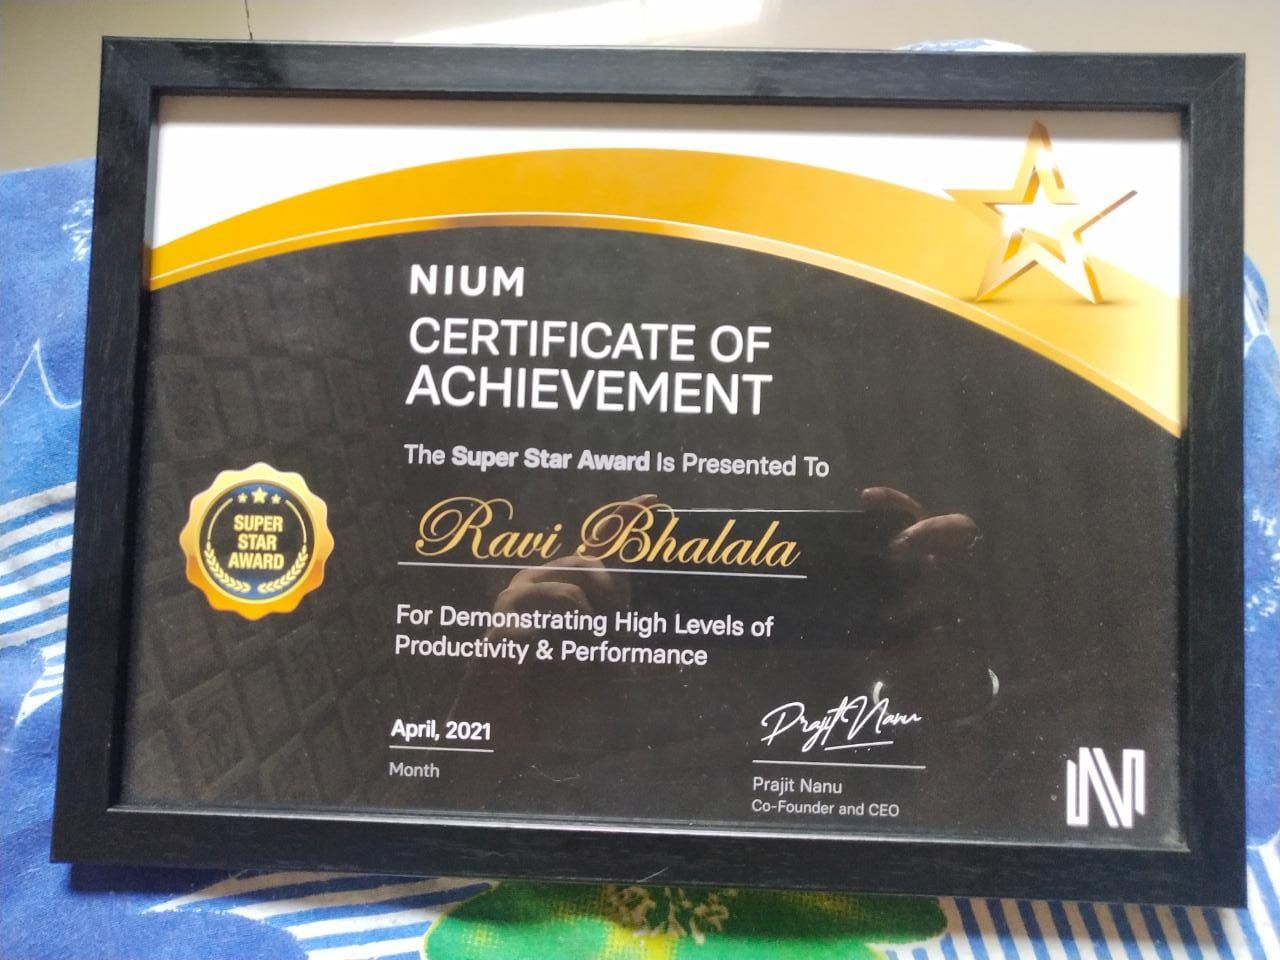 NIUM
CERTIFICATE OF
ACHIEVEMENT
The Super Star Award Is Presented To
Ravi Bhalala
For Demonstrating High Levels of
Productivity & Performance
SUPER
STAR
AWARD
April, 2021
Month
Prajit Nanu
Prajit Nanu
Co-Founder and CEO
N